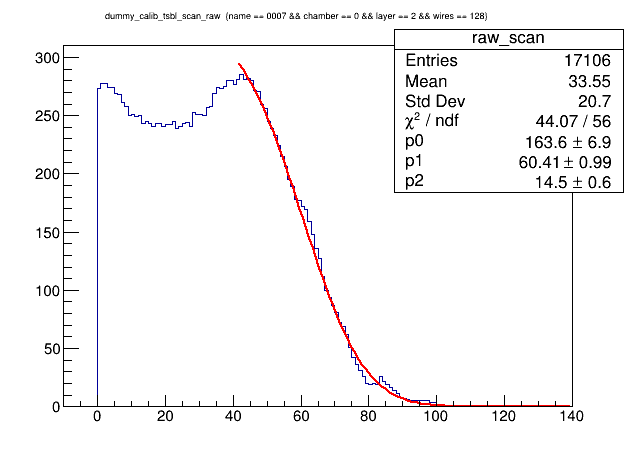 dummy_calib_tsbl_scan_raw (name == 0007 && chamber == 0 && layer == 2 && wires == 128)
raw_scan
Entries 17106
Mean 33.55
Std Dev 20.7
χ² / ndf 44.07 / 56
p0 163.6 ± 6.9
p1 60.41 ± 0.99
p2 14.5 ± 0.6
300
250
200
150
100
50
0
0 20 40 60 80 100 120 140